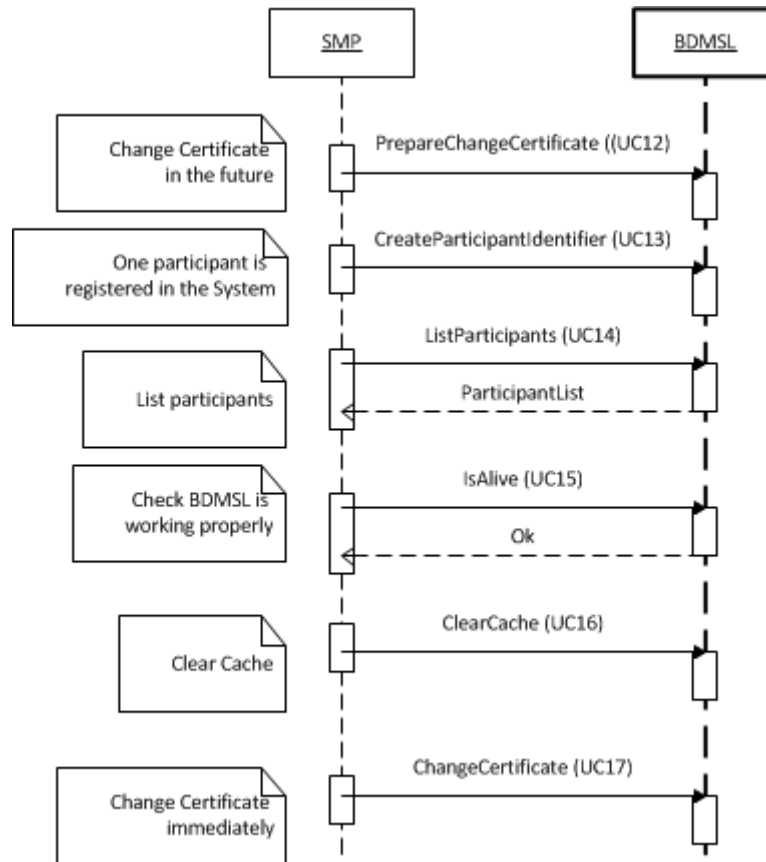 SMP
BDMSL
Change Certificate
in the future
PrepareChangeCertificate ((UC12)
One participant is
registered in the System
CreateParticipantIdentifier (UC13)
List participants
ListParticipants (UC14)
ParticipantList
Check BDMSL is
working properly
IsAlive (UC15)
Ok
Clear Cache
ClearCache (UC16)
Change Certificate
immediately
ChangeCertificate (UC17)